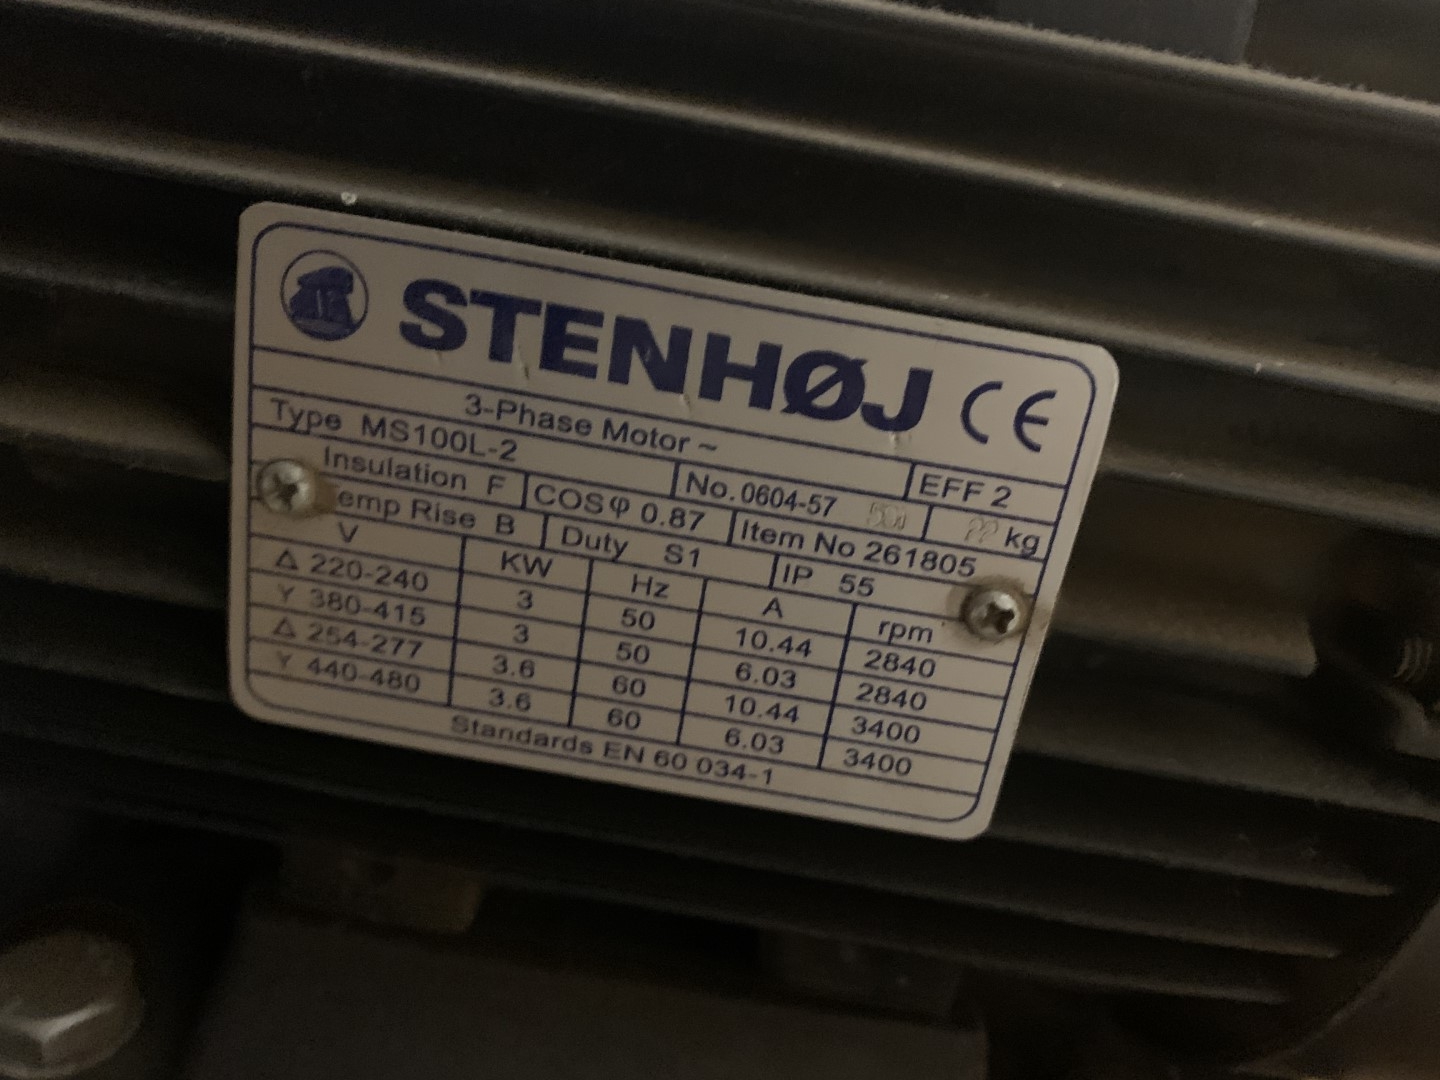 STENHØJ CE
3-Phase Motor ~
Type MS100L-2 No. 0604-57 EFF 2
Insulation F COSφ 0.87 Item No 261805 kg
emp Rise B Duty S1 IP 55
V KW Hz A rpm
Δ 220-240 3 50 10.44 2840
Y 380-415 3 50 6.03 2840
Δ 254-277 3.6 60 10.44 3400
Y 440-480 3.6 60 6.03 3400
Standards EN 60 034-1